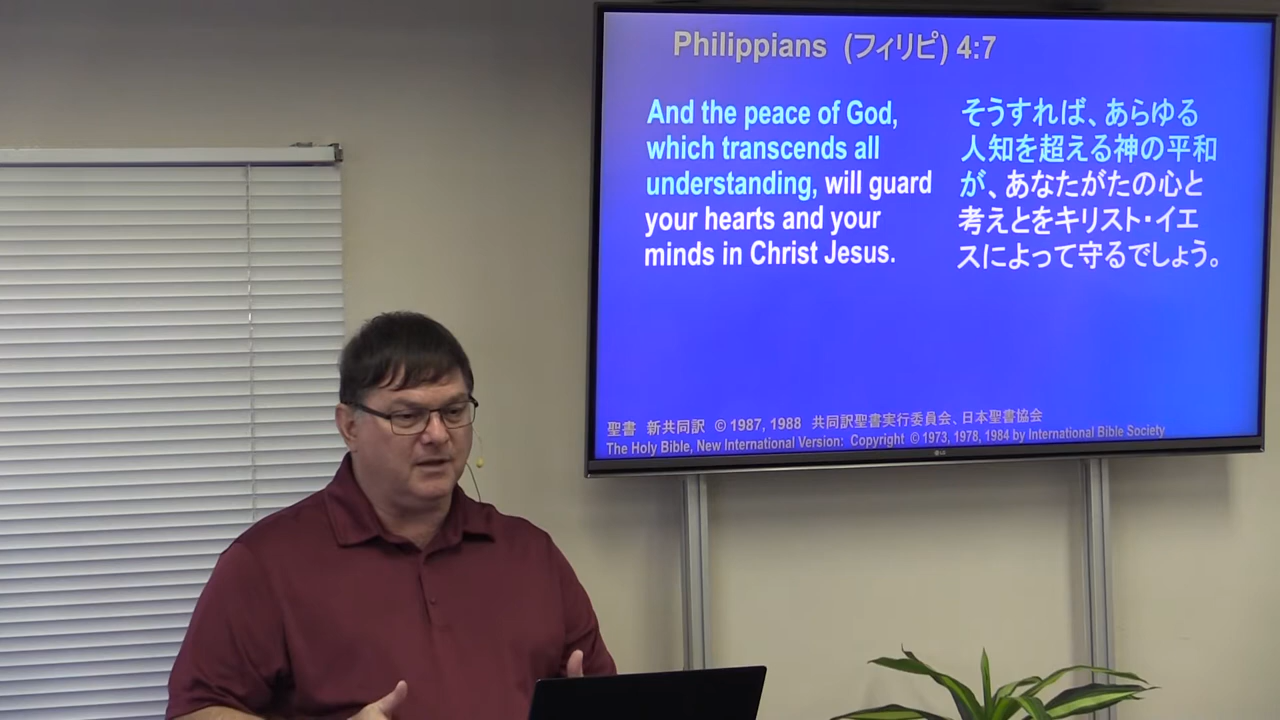 Philippians (フィリピ) 4:7
And the peace of God,
which transcends all
understanding, will guard
your hearts and your
minds in Christ Jesus.
そうすれば、あらゆる
人知を超える神の平和
が、あなたがたの心と
考えとをキリスト・イエ
スによって守るでしょう。
聖書 新共同訳 © 1987, 1988 共同訳聖書実行委員会、日本聖書協会
The Holy Bible, New International Version: Copyright © 1973, 1978, 1984 by International Bible Society
LG